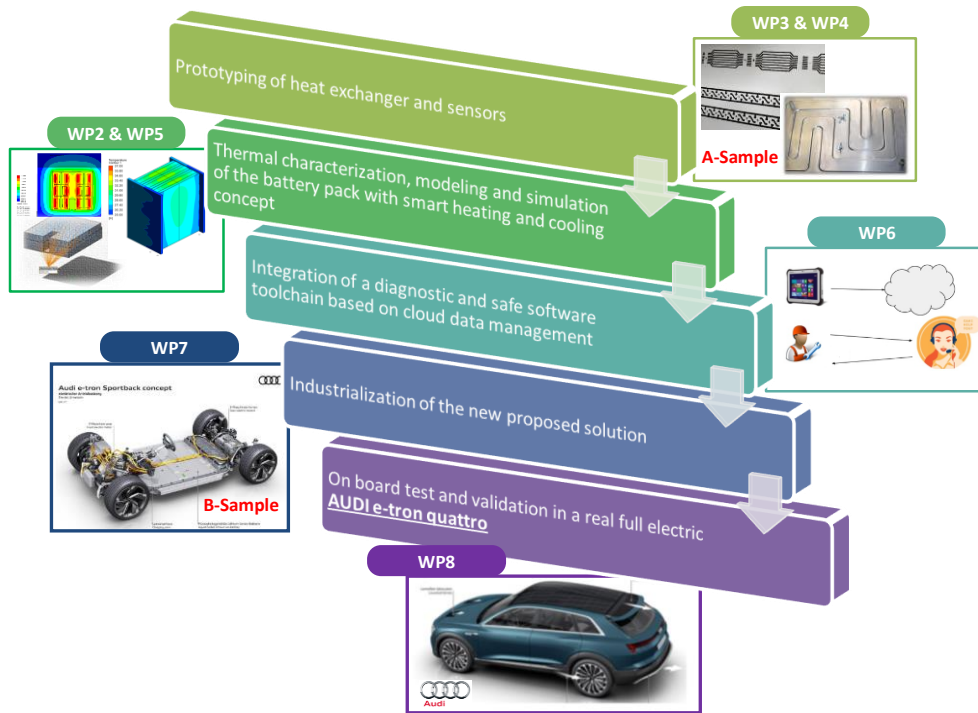 WP3 & WP4
Prototyping of heat exchanger and sensors
A-Sample
WP2 & WP5
Thermal characterization, modeling and simulation
of the battery pack with smart heating and cooling
concept
WP6
Integration of a diagnostic and safe software
toolchain based on cloud data management
WP7
Audi e-tron Sportback concept
B-Sample
Industrialization of the new proposed solution
On board test and validation in a real full electric
AUDI e-tron quattro
WP8
Audi